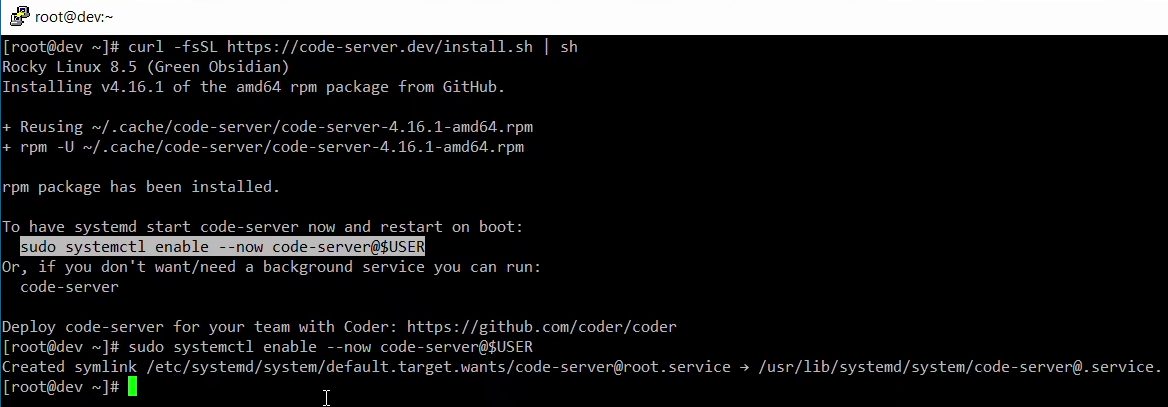 root@dev:~
[root@dev ~]# curl -fsSL https://code-server.dev/install.sh | sh
Rocky Linux 8.5 (Green Obsidian)
Installing v4.16.1 of the amd64 rpm package from GitHub.
+ Reusing ~/.cache/code-server/code-server-4.16.1-amd64.rpm
+ rpm -U ~/.cache/code-server/code-server-4.16.1-amd64.rpm
rpm package has been installed.
To have systemd start code-server now and restart on boot:
sudo systemctl enable --now code-server@$USER
Or, if you don't want/need a background service you can run:
code-server
Deploy code-server for your team with Coder: https://github.com/coder/coder
[root@dev ~]# sudo systemctl enable --now code-server@$USER
Created symlink /etc/systemd/system/default.target.wants/code-server@root.service → /usr/lib/systemd/system/code-server@.service.
[root@dev ~]#